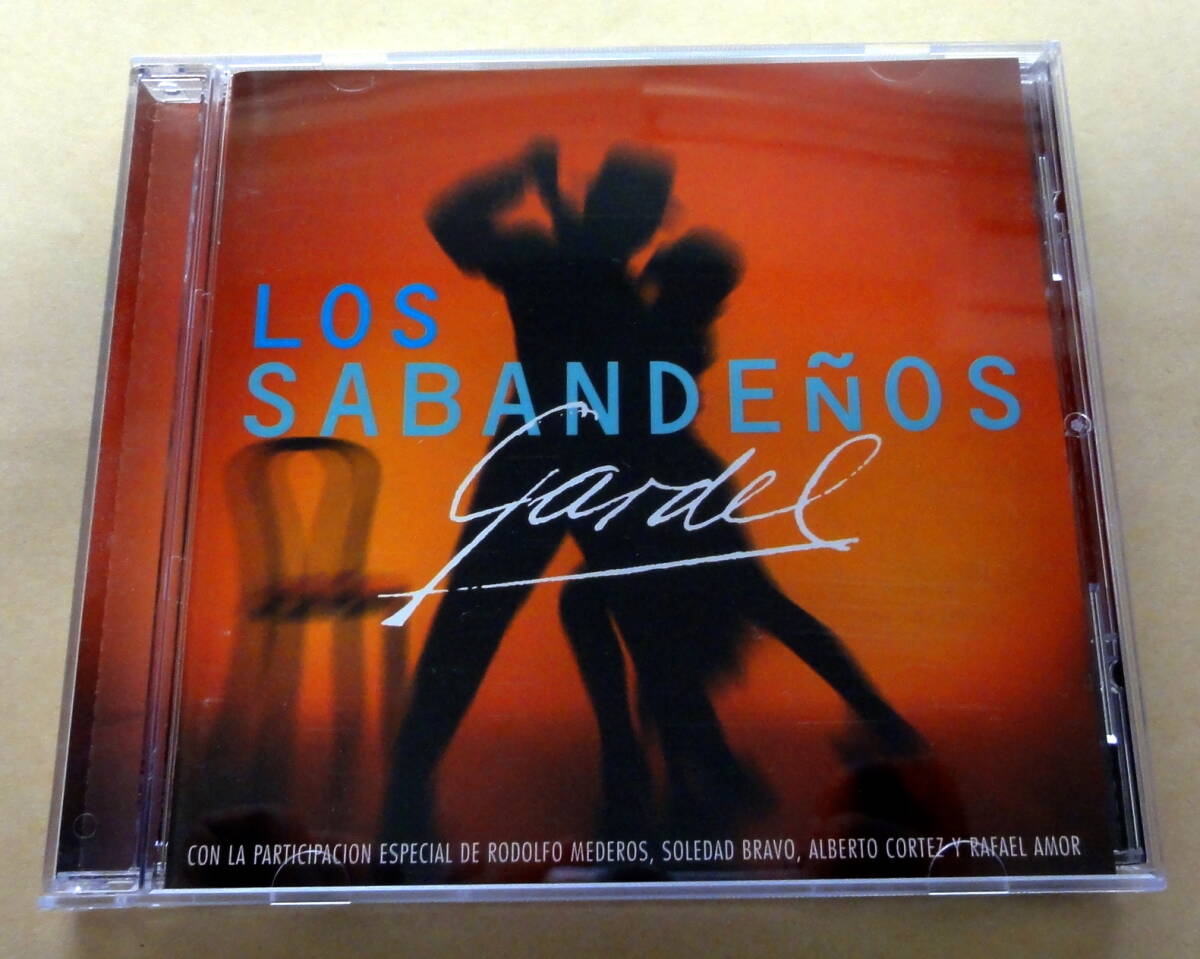 LOS
SABANDEÑOS
Gardel
CON LA PARTICIPACION ESPECIAL DE RODOLFO MEDEROS, SOLEDAD BRAVO, ALBERTO CORTEZ Y RAFAEL AMOR